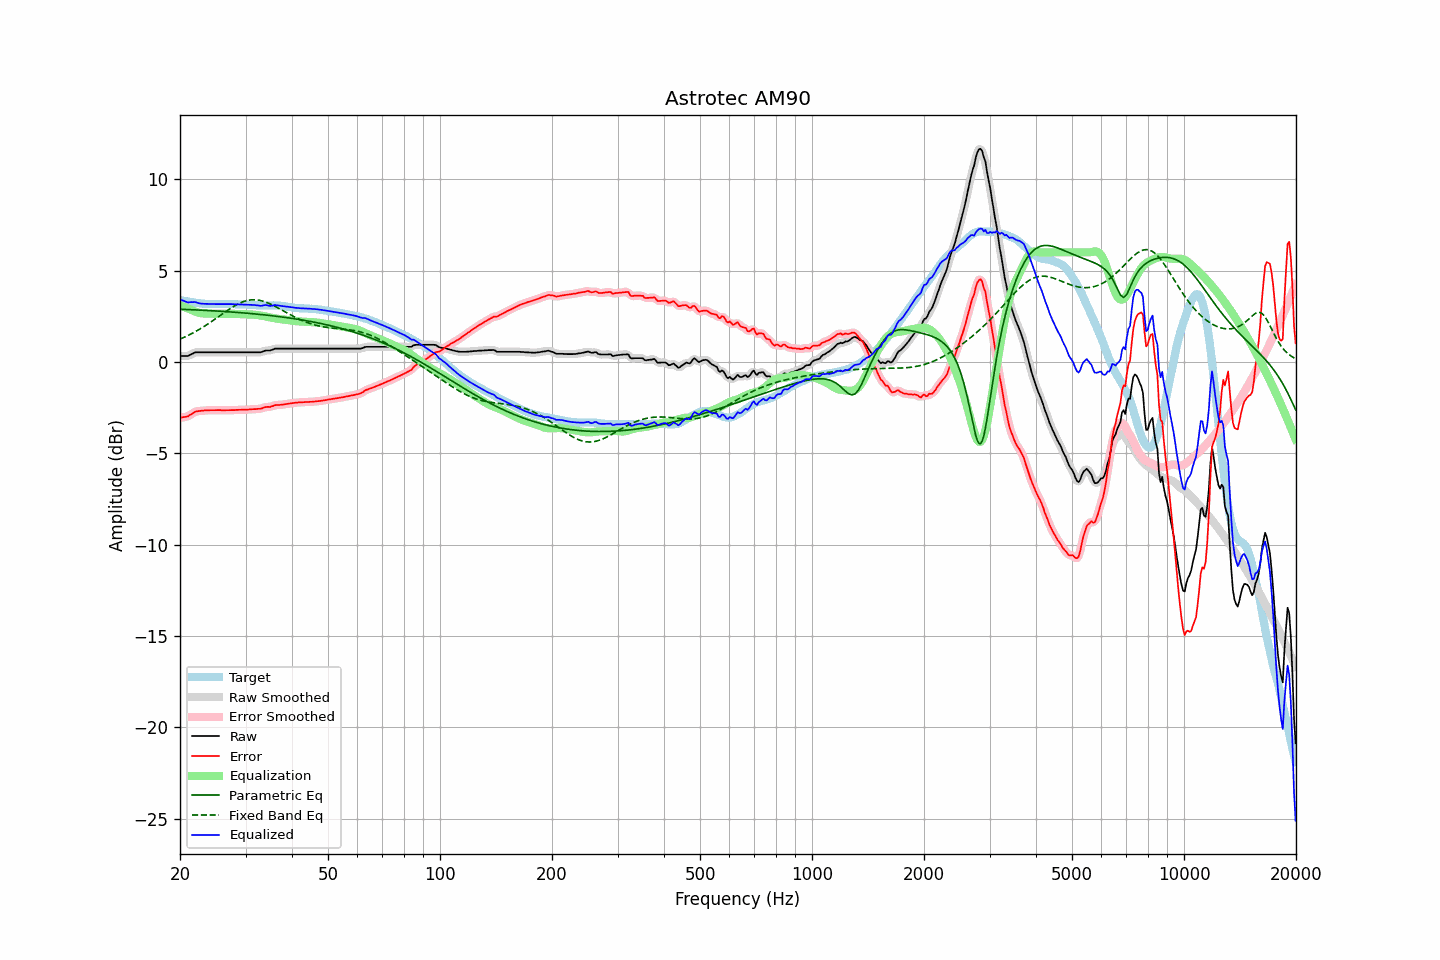 Astrotec AM90
Amplitude (dBr)
10
5
0
−5
−10
−15
−20
−25
Target
Raw Smoothed
Error Smoothed
Raw
Error
Equalization
Parametric Eq
Fixed Band Eq
Equalized
20 50 100 200 500 1000 2000 5000 10000 20000
Frequency (Hz)